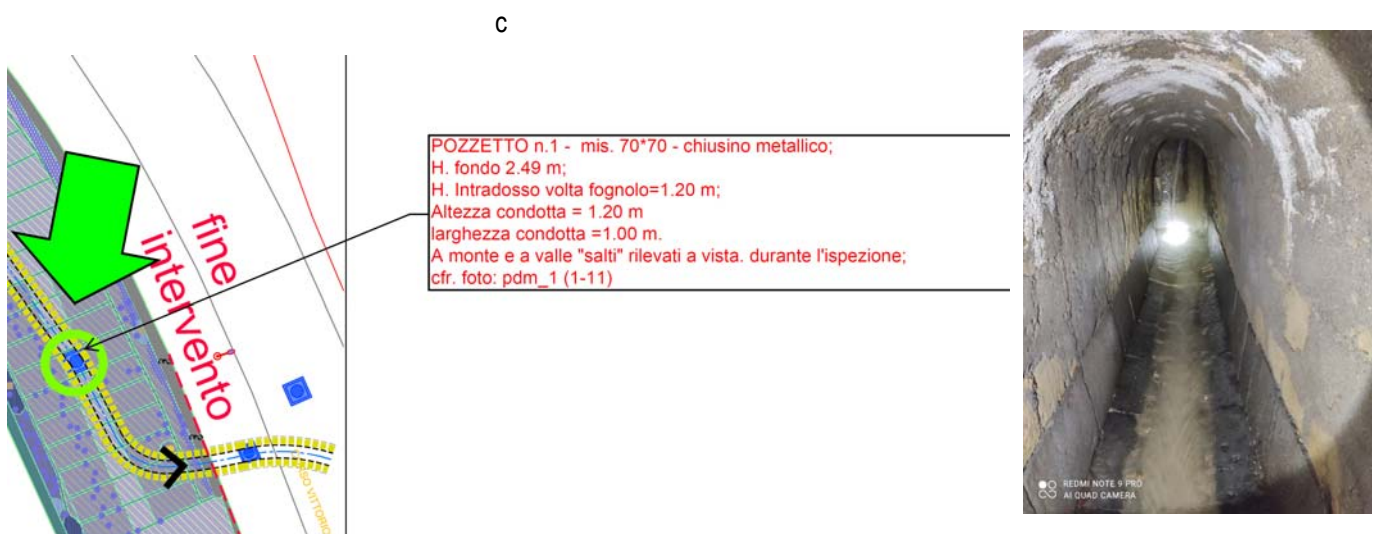 C
POZZETTO n.1 - mis. 70*70 - chiusino metallico;
H. fondo 2.49 m;
H. Intradosso volta fognolo=1.20 m;
Altezza condotta = 1.20 m
larghezza condotta =1.00 m.
A monte e a valle "salti" rilevati a vista. durante l'ispezione;
cfr. foto: pdm_1 (1-11)
fine
intervento
VITTORIO
REDMI NOTE 9 PRO
AI QUAD CAMERA